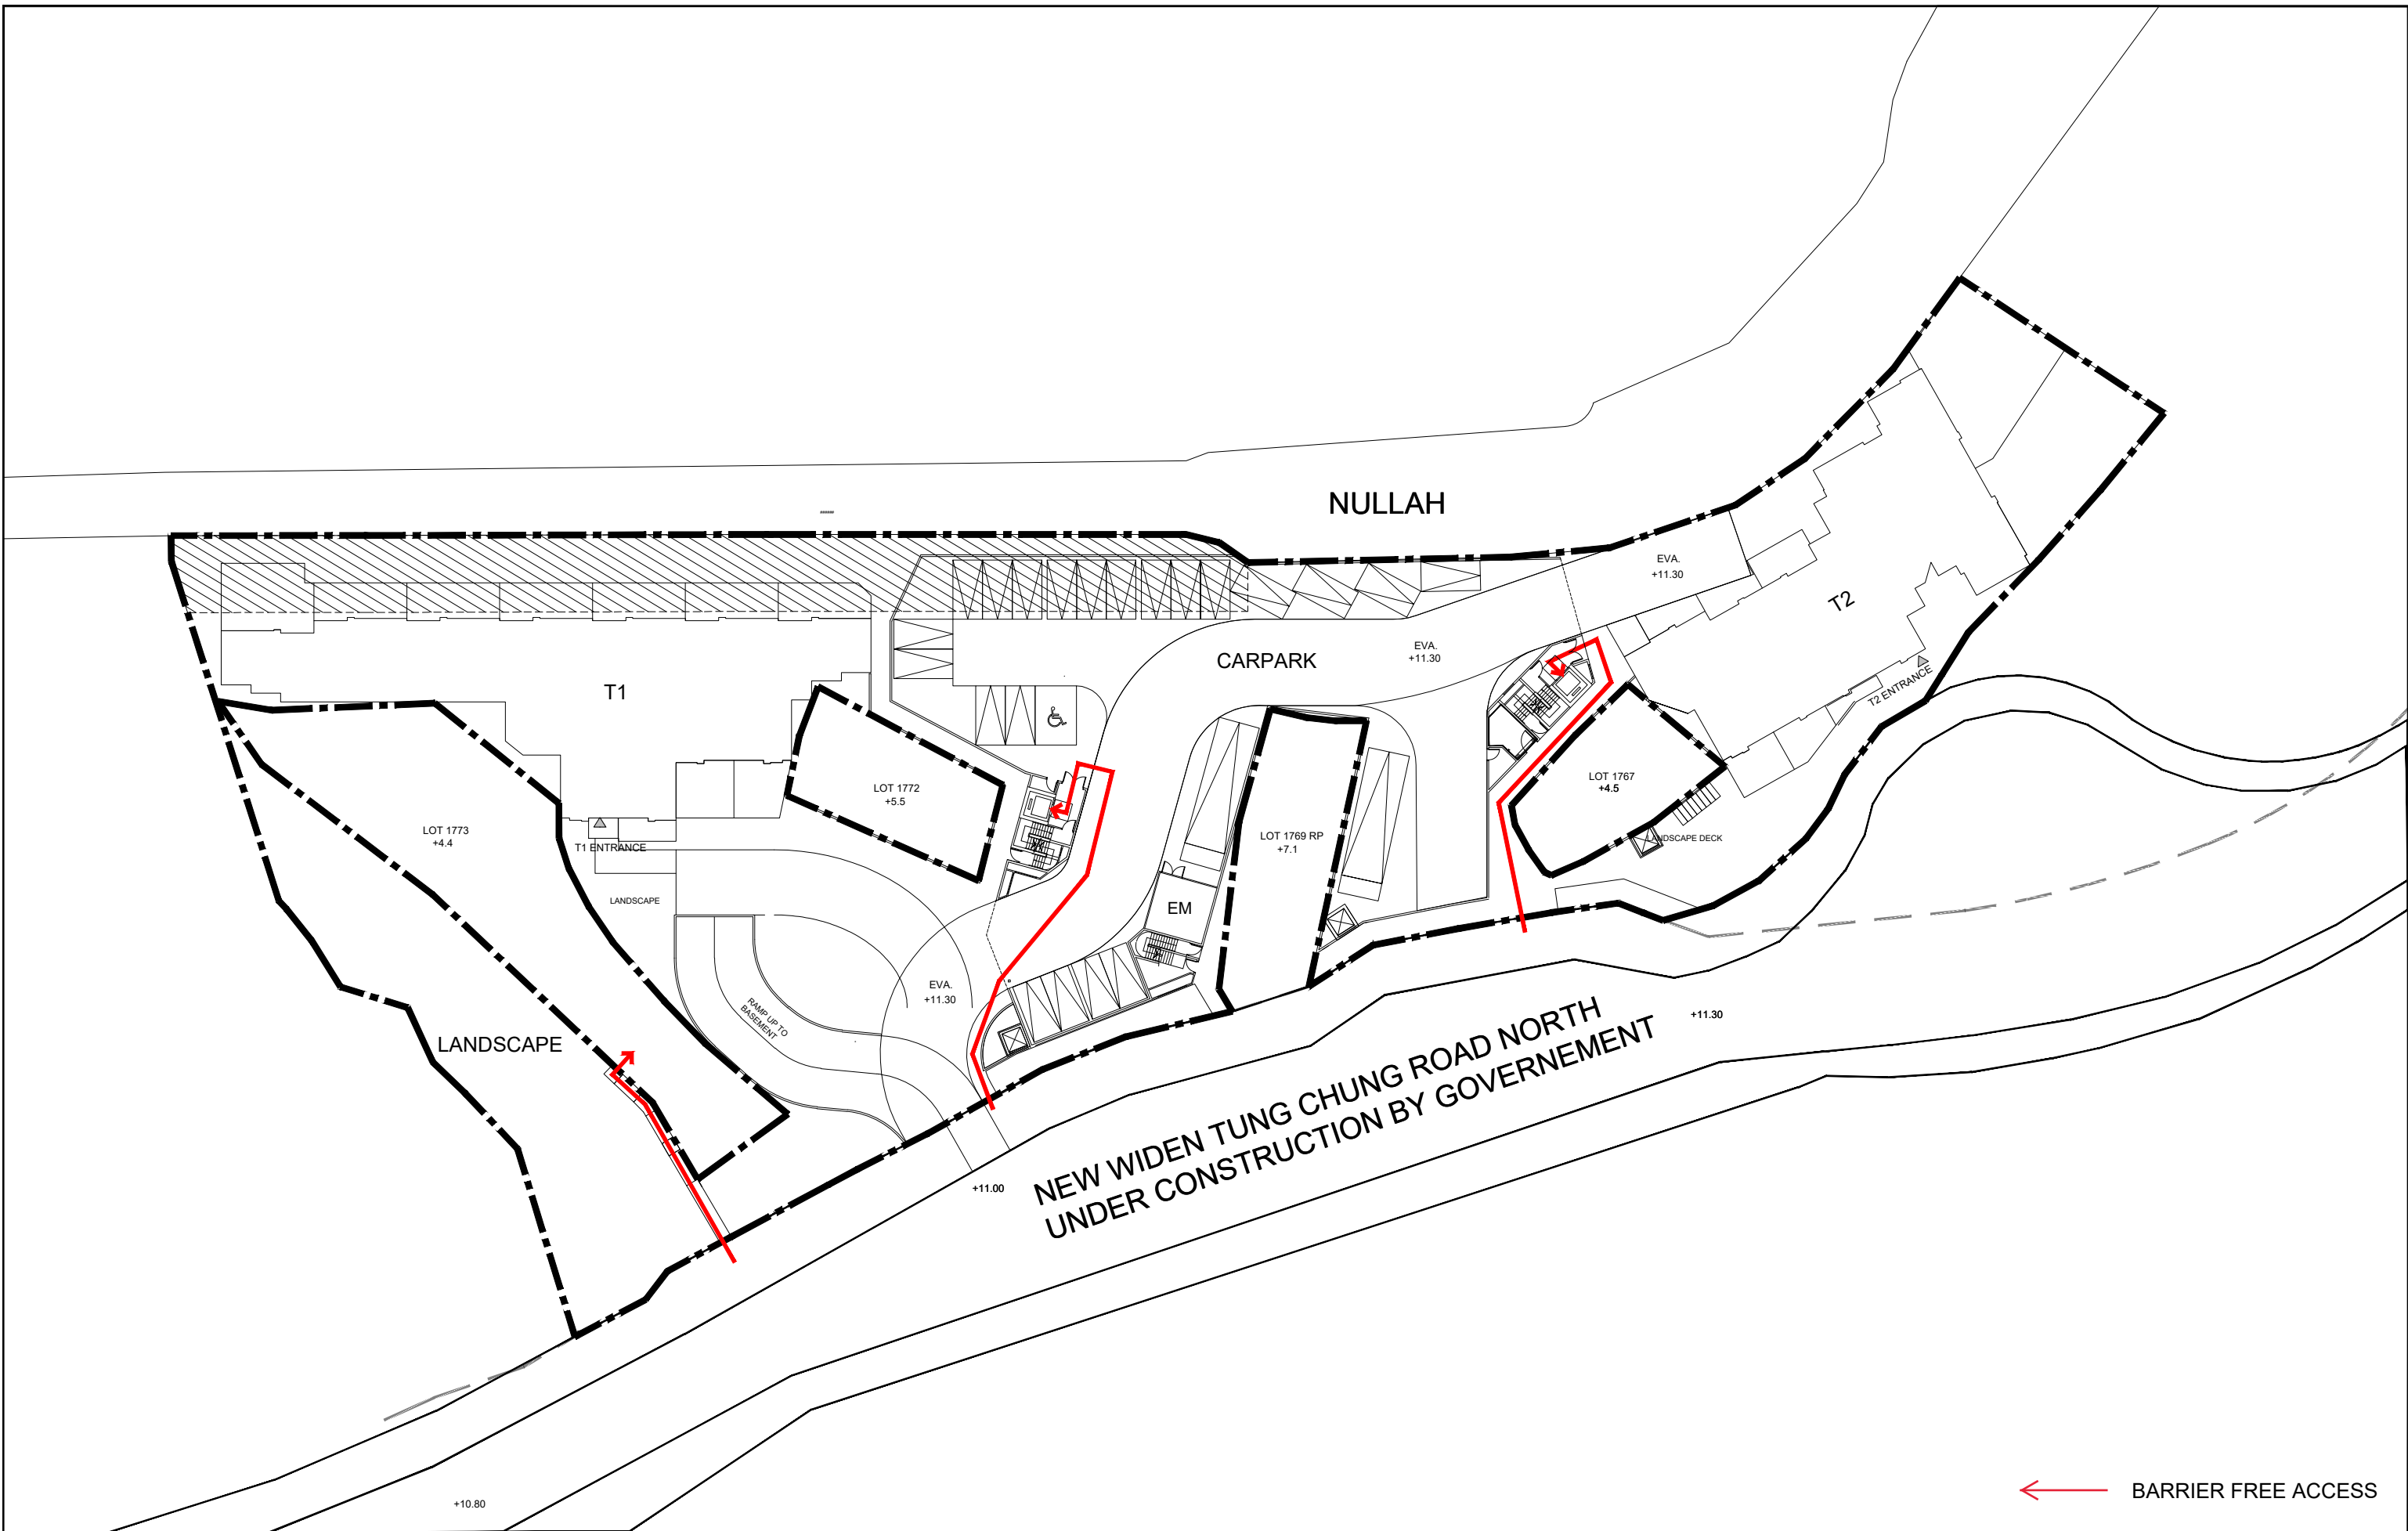 NULLAH
EVA.
+11.30
T2
EVA.
+11.30
CARPARK
T1
T2 ENTRANCE
LOT 1772
+5.5
LOT 1767
+4.5
LOT 1773
+4.4
T1 ENTRANCE
LOT 1769 RP
+7.1
LANDSCAPE DECK
LANDSCAPE
EM
EVA.
+11.30
RAMP UP TO
BASEMENT
LANDSCAPE
+11.30
NEW WIDEN TUNG CHUNG ROAD NORTH
UNDER CONSTRUCTION BY GOVERNEMENT
+11.00
+10.80
BARRIER FREE ACCESS